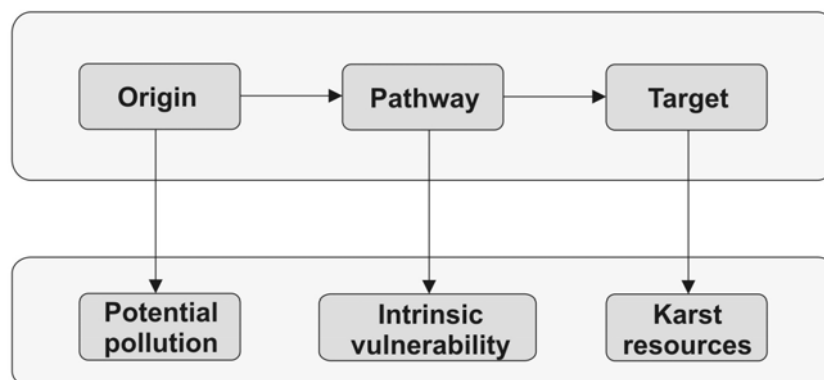 Origin
Pathway
Target
Potential
pollution
Intrinsic
vulnerability
Karst
resources